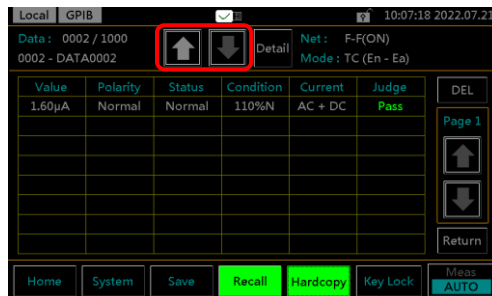 Local GPIB 10:07:18 2022.07.21
Data: 0002 / 1000
0002 - DATA0002
Detail
Net: F-F(ON)
Mode : TC (En - Ea)
Value Polarity Status Condition Current Judge
1.60µA Normal Normal 110%N AC + DC Pass
DEL
Page 1
Return
Home System Save Recall Hardcopy Key Lock
Meas
AUTO